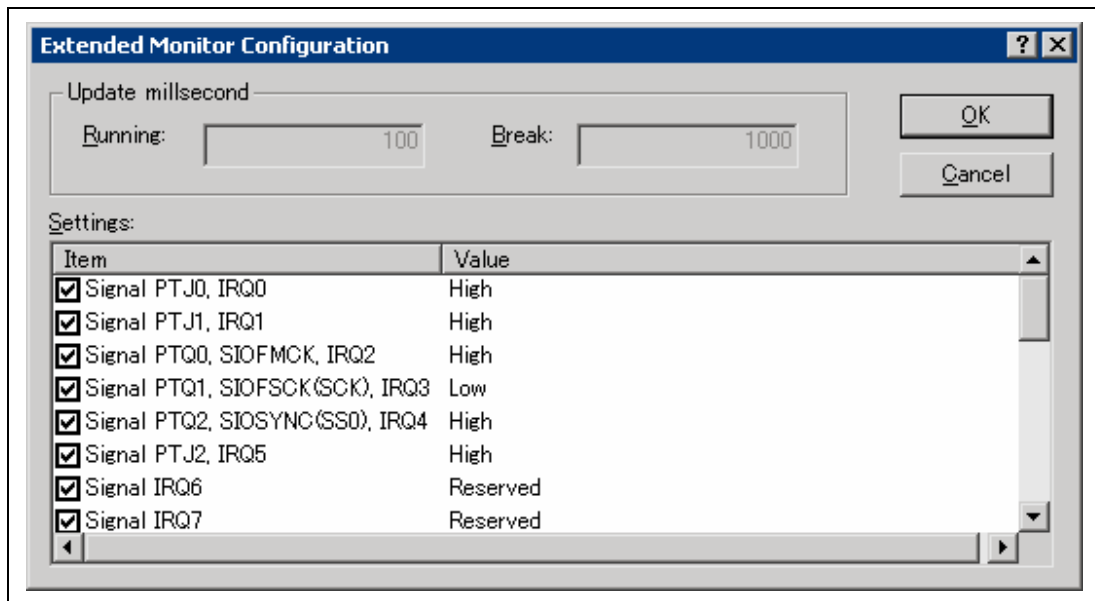 Extended Monitor Configuration
Update millsecond
Running: 100 Break: 1000
OK
Cancel
Settings:
Item Value
Signal PTJ0, IRQ0 High
Signal PTJ1, IRQ1 High
Signal PTQ0, SIOFMCK, IRQ2 High
Signal PTQ1, SIOFSCK(SCK), IRQ3 Low
Signal PTQ2, SIOSYNC(SS0), IRQ4 High
Signal PTJ2, IRQ5 High
Signal IRQ6 Reserved
Signal IRQ7 Reserved